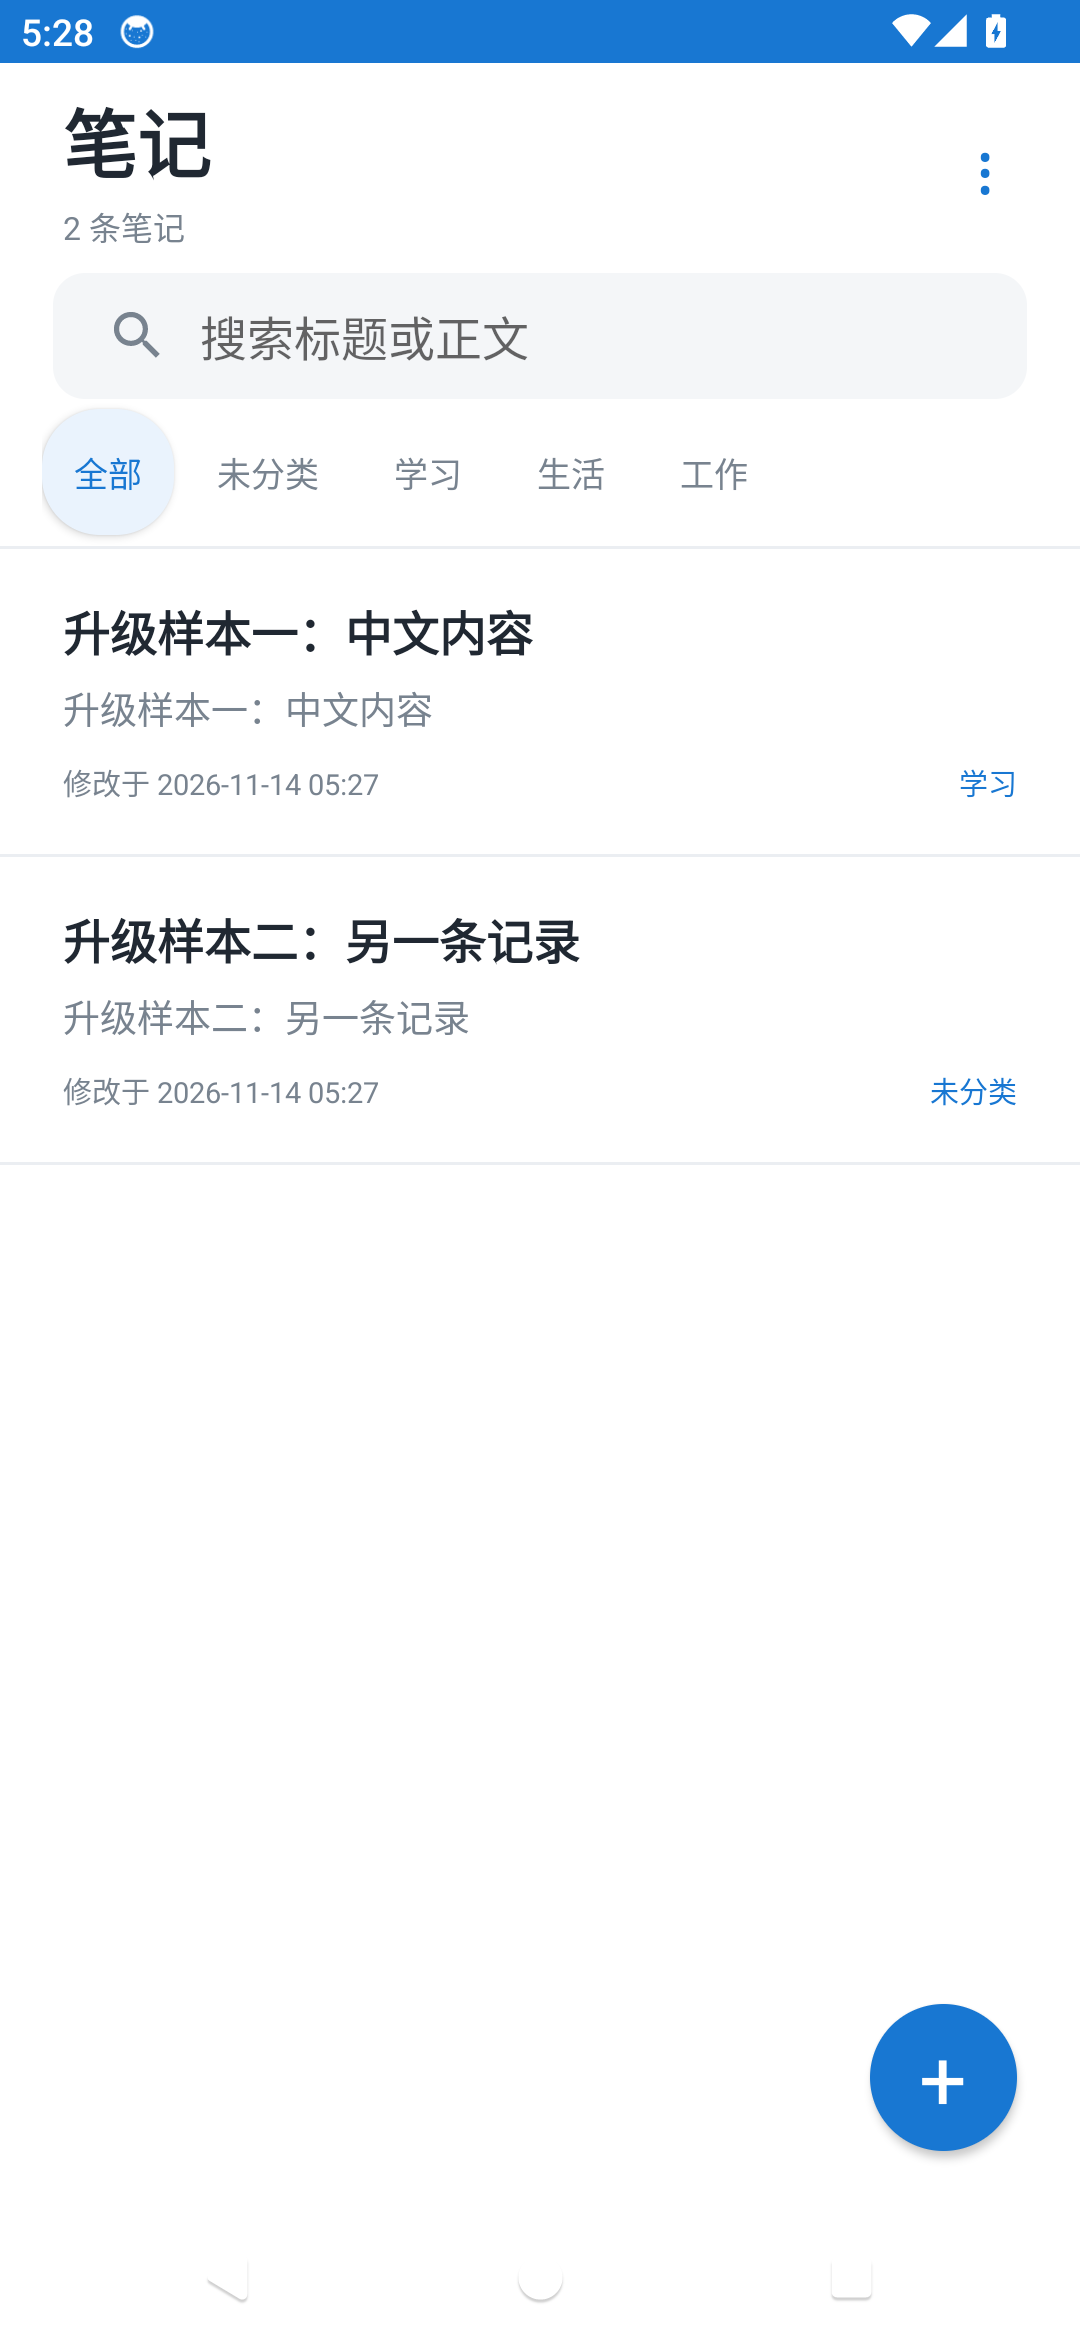 5:28
笔记
2 条笔记
搜索标题或正文
全部 未分类 学习 生活 工作
升级样本一：中文内容
升级样本一：中文内容
修改于 2026-11-14 05:27 学习
升级样本二：另一条记录
升级样本二：另一条记录
修改于 2026-11-14 05:27 未分类
+